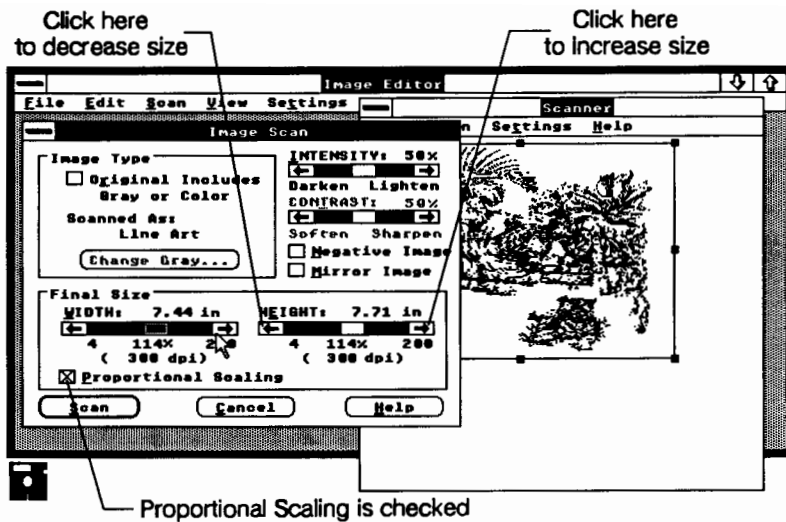 Click here
to decrease size
Click here
to increase size
Image Editor
File Edit Scan View Settings
Scanner
n Settings Help
Image Scan
Image Type
Original Includes
Gray or Color
Scanned As:
Line Art
Change Gray...
INTENSITY: 50%
Darken Lighten
CONTRAST: 50%
Soften Sharpen
Negative Image
Mirror Image
Final Size
WIDTH: 7.44 in
4 114% 200
( 300 dpi)
HEIGHT: 7.71 in
4 114% 200
( 300 dpi)
Proportional Scaling
Scan Cancel Help
Proportional Scaling is checked